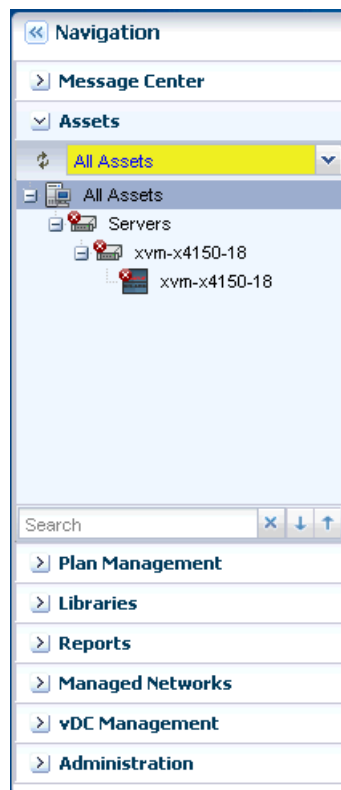 Navigation
Message Center
Assets
All Assets
All Assets
Servers
xvm-x4150-18
xvm-x4150-18
Search
Plan Management
Libraries
Reports
Managed Networks
vDC Management
Administration